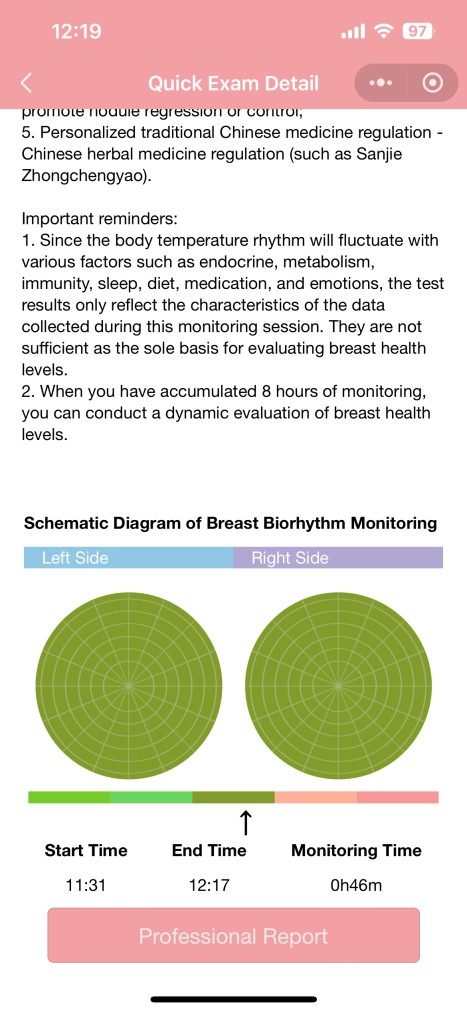 12:19
97
Quick Exam Detail
promote nodule regression or control;
5. Personalized traditional Chinese medicine regulation -
Chinese herbal medicine regulation (such as Sanjie
Zhongchengyao).
Important reminders:
1. Since the body temperature rhythm will fluctuate with
various factors such as endocrine, metabolism,
immunity, sleep, diet, medication, and emotions, the test
results only reflect the characteristics of the data
collected during this monitoring session. They are not
sufficient as the sole basis for evaluating breast health
levels.
2. When you have accumulated 8 hours of monitoring,
you can conduct a dynamic evaluation of breast health
levels.
Schematic Diagram of Breast Biorhythm Monitoring
Left Side Right Side
Start Time End Time Monitoring Time
11:31 12:17 0h46m
Professional Report